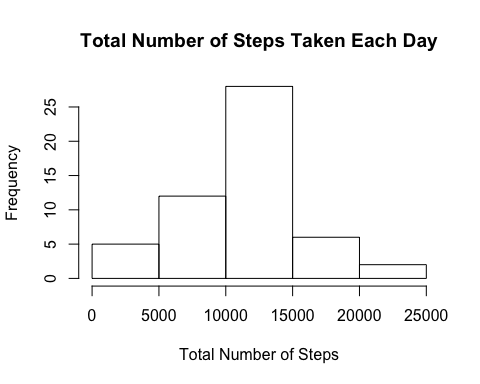 Total Number of Steps Taken Each Day
Frequency
25
20
15
10
5
0
0 5000 10000 15000 20000 25000
Total Number of Steps